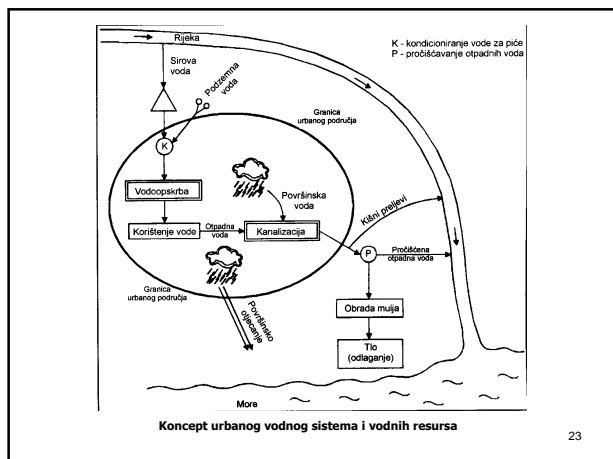 Rijeka
K - kondicioniranje vode za piće
P - pročišćavanje otpadnih voda
Sirova
voda
Podzemna
voda
Granica
urbanog područja
K
Vodoopskrba
Površinska
voda
Kišni preljevi
Korištenje vode
Otpadna
voda
Kanalizacija
P
Pročišćena
otpadna voda
Granica
urbanog područja
Površinsko
otjecanje
Obrada mulja
Tlo
(odlaganje)
More
Koncept urbanog vodnog sistema i vodnih resursa
23